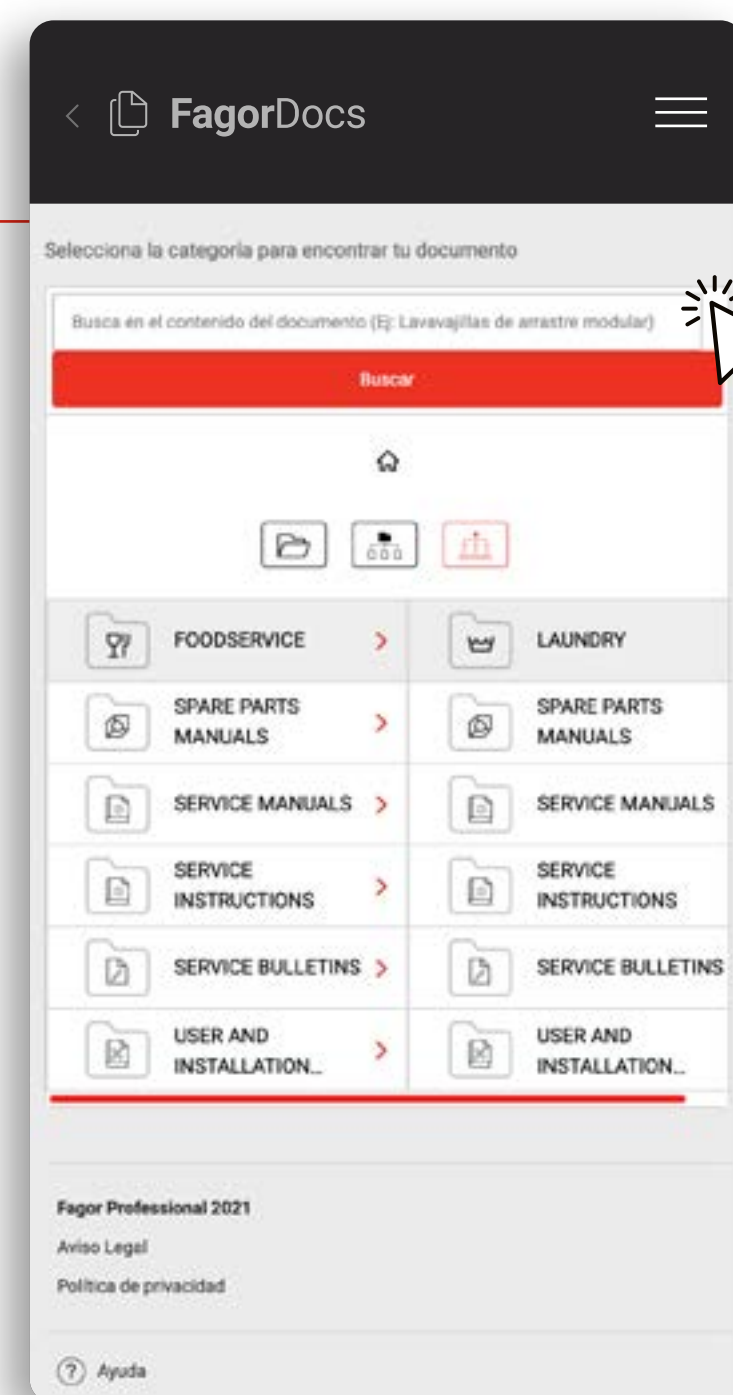 FagorDocs
Selecciona la categoría para encontrar tu documento
Busca en el contenido del documento (Ej: Lavavajillas de arrastre modular)
Buscar
FOODSERVICE
LAUNDRY
SPARE PARTS
MANUALS
SPARE PARTS
MANUALS
SERVICE MANUALS
SERVICE MANUALS
SERVICE
INSTRUCTIONS
SERVICE
INSTRUCTIONS
SERVICE BULLETINS
SERVICE BULLETINS
USER AND
INSTALLATION...
USER AND
INSTALLATION...
Fagor Professional 2021
Aviso Legal
Política de privacidad
? Ayuda